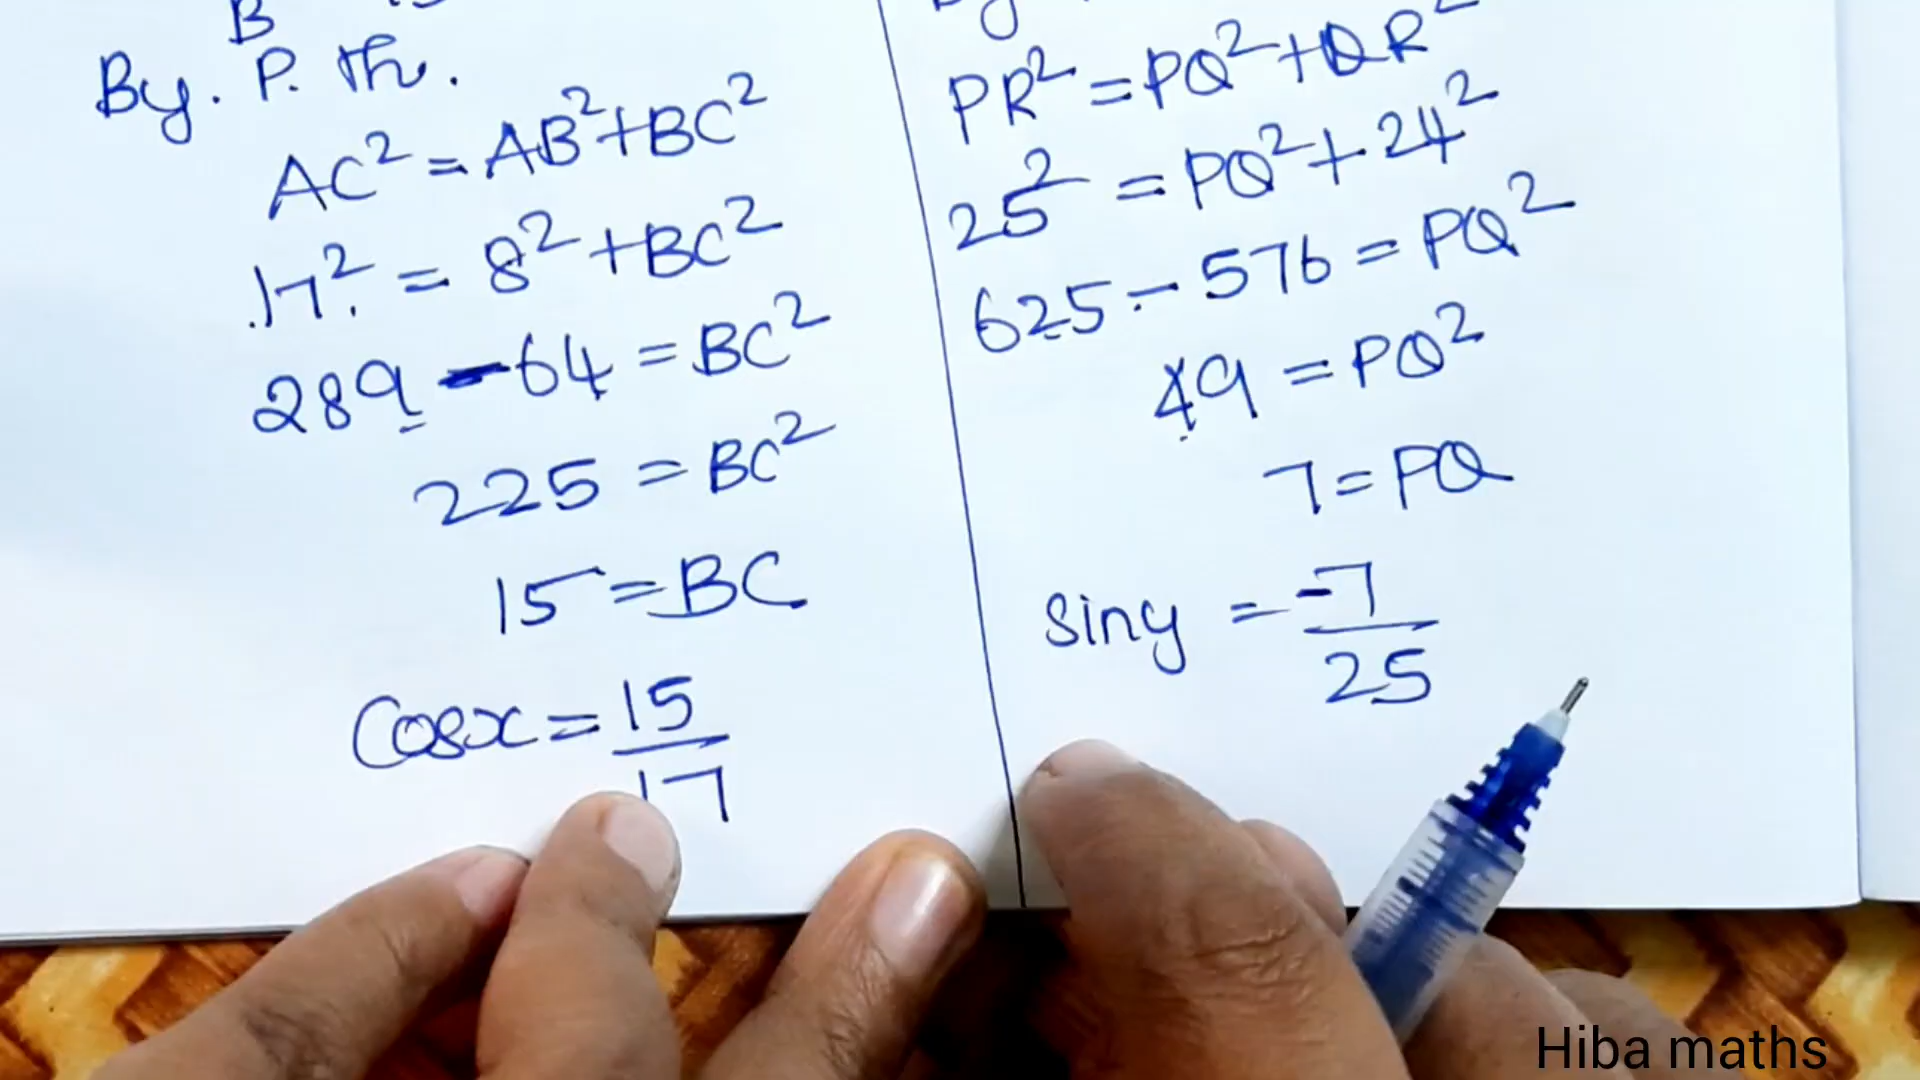 B
By. P. Th.
AC² = AB² + BC²
17² = 8² + BC²
289 - 64 = BC²
225 = BC²
15 = BC
Cosx = 15/17
PR² = PQ² + QR²
25² = PQ² + 24²
625 - 576 = PQ²
49 = PQ²
7 = PQ
Siny = -7/25
Hiba maths